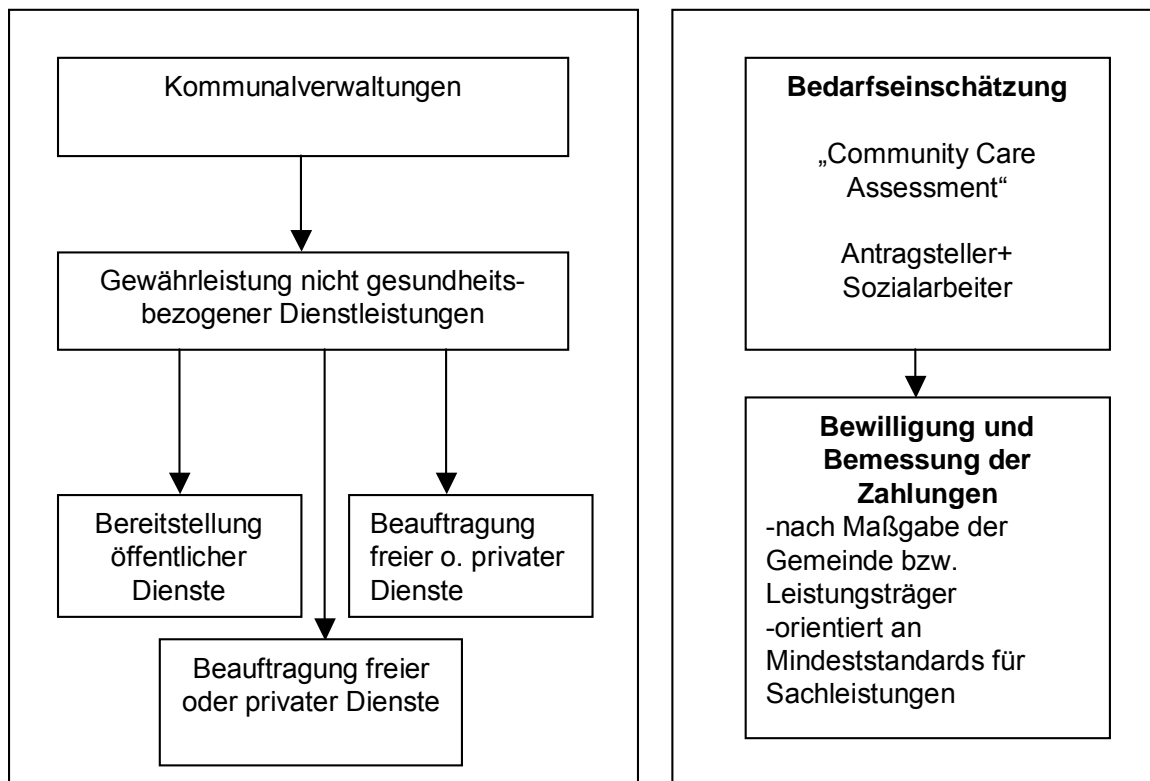 Kommunalverwaltungen
Gewährleistung nicht gesundheits-
bezogener Dienstleistungen
Bereitstellung
öffentlicher
Dienste
Beauftragung
freier o. privater
Dienste
Beauftragung freier
oder privater Dienste
Bedarfseinschätzung
„Community Care
Assessment“
Antragsteller+
Sozialarbeiter
Bewilligung und
Bemessung der
Zahlungen
-nach Maßgabe der
Gemeinde bzw.
Leistungsträger
-orientiert an
Mindeststandards für
Sachleistungen